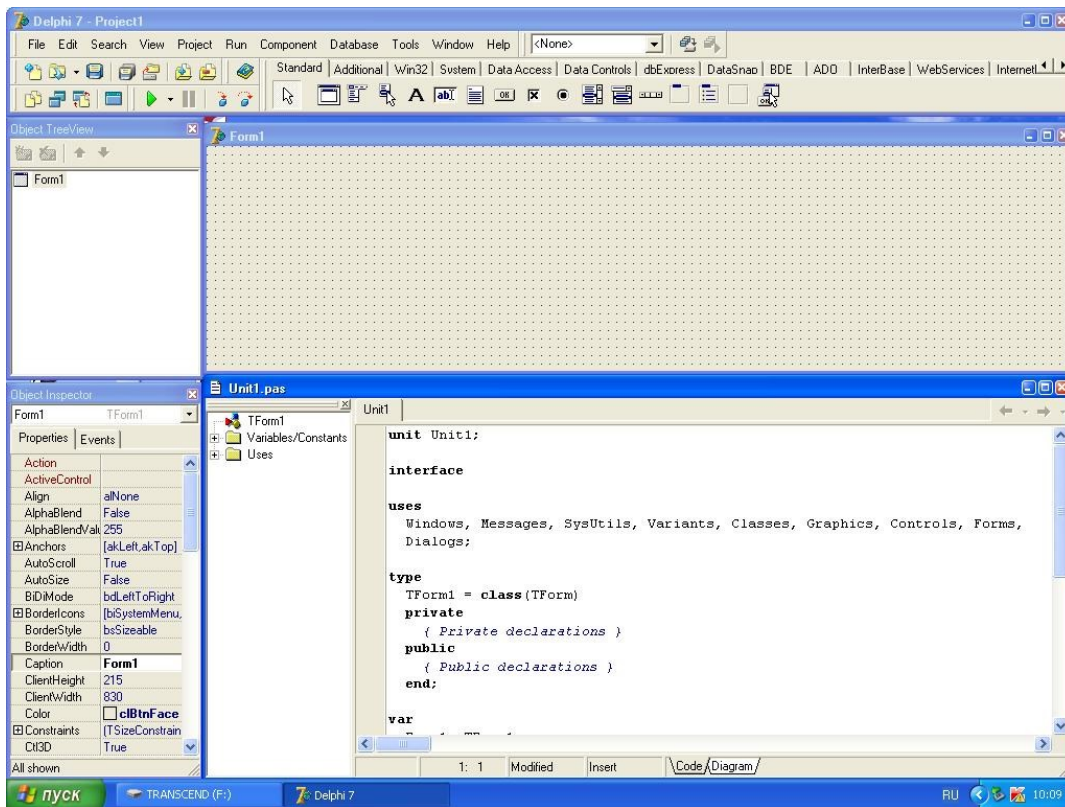 Delphi 7 - Project1
File Edit Search View Project Run Component Database Tools Window Help <None>
Standard Additional Win32 System Data Access Data Controls dbExpress DataSnap BDE ADO InterBase WebServices
Object TreeView
Form1
Form1
Object Inspector
Form1 TForm1
Properties Events
Action
ActiveControl
Align alNone
AlphaBlend False
AlphaBlendValu 255
Anchors [akLeft,akTop]
AutoScroll True
AutoSize False
BiDiMode bdLeftToRight
BorderIcons [biSystemMenu,
BorderStyle bsSizeable
BorderWidth 0
Caption Form1
ClientHeight 215
ClientWidth 830
Color clBtnFace
Constraints (TSizeConstrain
Ctl3D True
All shown
Unit1.pas
TForm1
Variables/Constants
Uses
Unit1
unit Unit1;
interface
uses
Windows, Messages, SysUtils, Variants, Classes, Graphics, Controls, Forms,
Dialogs;
type
TForm1 = class(TForm)
private
{ Private declarations }
public
{ Public declarations }
end;
var
1: 1 Modified Insert Code Diagram
пуск TRANSCEND (F:) Delphi 7 RU 10:09